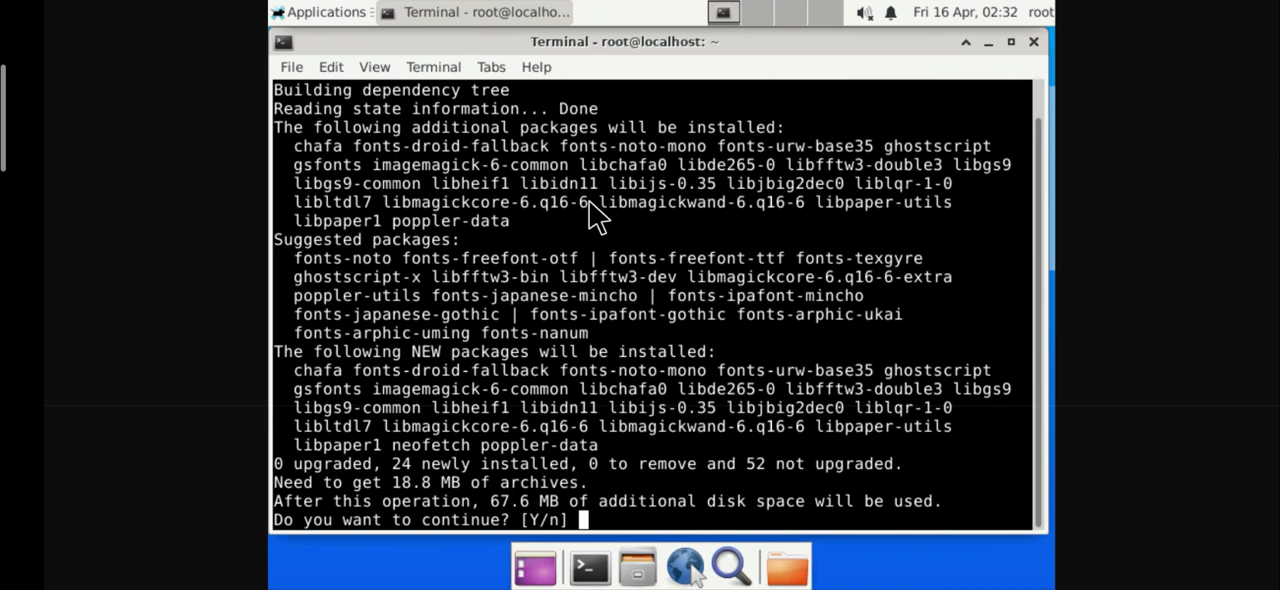 Applications
Terminal - root@localho...
Fri 16 Apr, 02:32
root
Terminal - root@localhost: ~
File Edit View Terminal Tabs Help
Building dependency tree
Reading state information... Done
The following additional packages will be installed:
chafa fonts-droid-fallback fonts-noto-mono fonts-urw-base35 ghostscript
gsfonts imagemagick-6-common libchafa0 libde265-0 libfftw3-double3 libgs9
libgs9-common libheif1 libidn11 libijs-0.35 libjbig2dec0 liblqr-1-0
libltdl7 libmagickcore-6.q16-6 libmagickwand-6.q16-6 libpaper-utils
libpaper1 poppler-data
Suggested packages:
fonts-noto fonts-freefont-otf | fonts-freefont-ttf fonts-texgyre
ghostscript-x libfftw3-bin libfftw3-dev libmagickcore-6.q16-6-extra
poppler-utils fonts-japanese-mincho | fonts-ipafont-mincho
fonts-japanese-gothic | fonts-ipafont-gothic fonts-arphic-ukai
fonts-arphic-uming fonts-nanum
The following NEW packages will be installed:
chafa fonts-droid-fallback fonts-noto-mono fonts-urw-base35 ghostscript
gsfonts imagemagick-6-common libchafa0 libde265-0 libfftw3-double3 libgs9
libgs9-common libheif1 libidn11 libijs-0.35 libjbig2dec0 liblqr-1-0
libltdl7 libmagickcore-6.q16-6 libmagickwand-6.q16-6 libpaper-utils
libpaper1 neofetch poppler-data
0 upgraded, 24 newly installed, 0 to remove and 52 not upgraded.
Need to get 18.8 MB of archives.
After this operation, 67.6 MB of additional disk space will be used.
Do you want to continue? [Y/n]